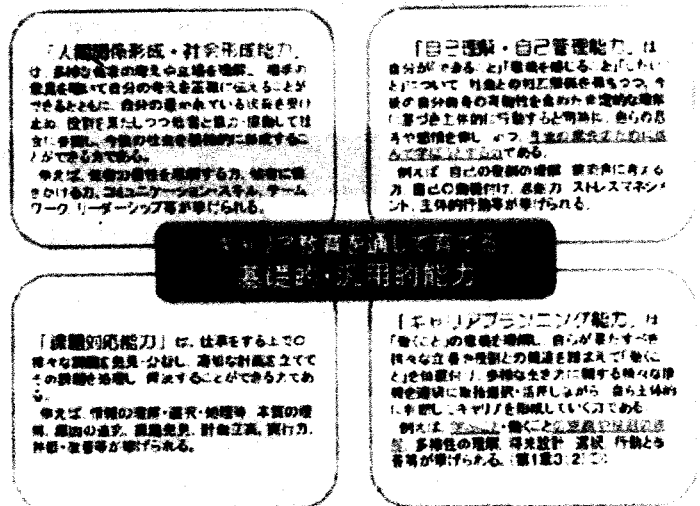 「人間関係形成・社会形成能力」
は、多様な他者の考えや立場を理解し、相手の
意見を聴いて自分の考えを正確に伝えることが
できるとともに、自分の置かれている状況を受け
止め、役割を果たしつつ他者と協力・協働して社
会に参画し、今後の社会を積極的に形成するこ
とができる力である。
例えば、他者の個性を理解する力、他者に働
きかける力、コミュニケーション・スキル、チーム
ワーク、リーダーシップ等が挙げられる。
「自己理解・自己管理能力」は
自分が「できること」「意義を感じること」「したい
こと」について、社会との相互関係を保ちつつ、今
後の自分自身の可能性を含めた肯定的な理解
に基づき主体的に行動すると同時に、自らの思
考や感情を律し、かつ、今後の成長のために進
んで学ぼうとする力である。
例えば、自己の役割の理解、前向きに考える
力、自己の動機付け、忍耐力、ストレスマネジメ
ント、主体的行動等が挙げられる。
キャリア教育を通して育てる
基礎的・汎用的能力
「課題対応能力」は、仕事をする上での
様々な課題を発見・分析し、適切な計画を立てて
その課題を処理し、解決することができる力であ
る。
例えば、情報の理解・選択・処理等、本質の理
解、原因の追究、課題発見、計画立案、実行力、
評価・改善等が挙げられる。
「キャリアプランニング能力」は
「働くこと」の意義を理解し、自らが果たすべき
様々な立場や役割との関連を踏まえて「働くこ
と」を位置付け、多様な生き方に関する様々な情
報を適切に取捨選択・活用しながら、自ら主体的
に判断してキャリアを形成していく力である。
例えば、学ぶこと・働くことの意義や役割の理
解、多様性の理解、将来設計、選択、行動と改
善等が挙げられる。(第1章3(2)